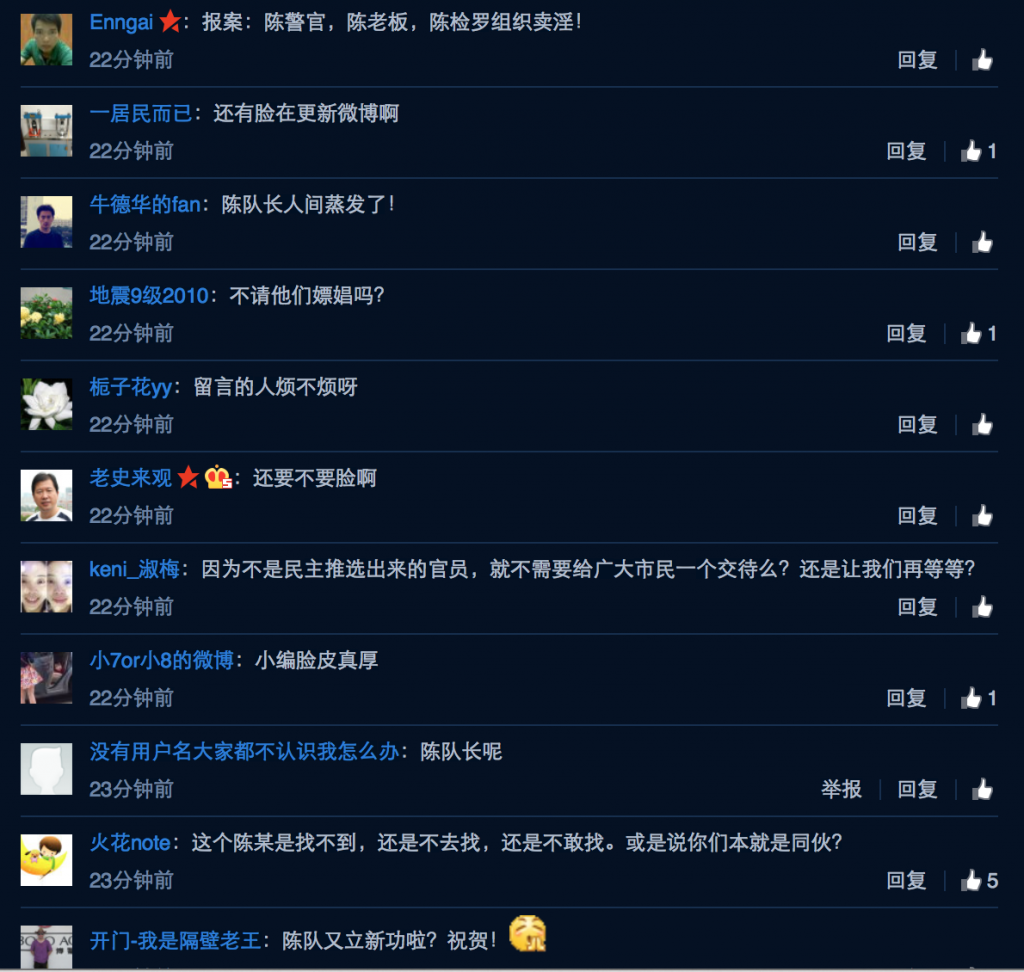 Enngai：报案：陈警官，陈老板，陈检罗组织卖淫！
22分钟前 回复
一居民而已：还有脸在更新微博啊
22分钟前 回复 1
牛德华的fan：陈队长人间蒸发了！
22分钟前 回复
地震9级2010：不请他们嫖娼吗？
22分钟前 回复 1
栀子花yy：留言的人烦不烦呀
22分钟前 回复
老史来观 5：还要不要脸啊
22分钟前 回复
keni_淑梅：因为不是民主推选出来的官员，就不需要给广大市民一个交待么？还是让我们再等等？
22分钟前 回复
小7or小8的微博：小编脸皮真厚
22分钟前 回复 1
没有用户名大家都不认识我怎么办：陈队长呢
23分钟前 举报 回复
火花note：这个陈某是找不到，还是不去找，还是不敢找。或是说你们本就是同伙？
23分钟前 回复 5
开门-我是隔壁老王：陈队又立新功啦？祝贺！